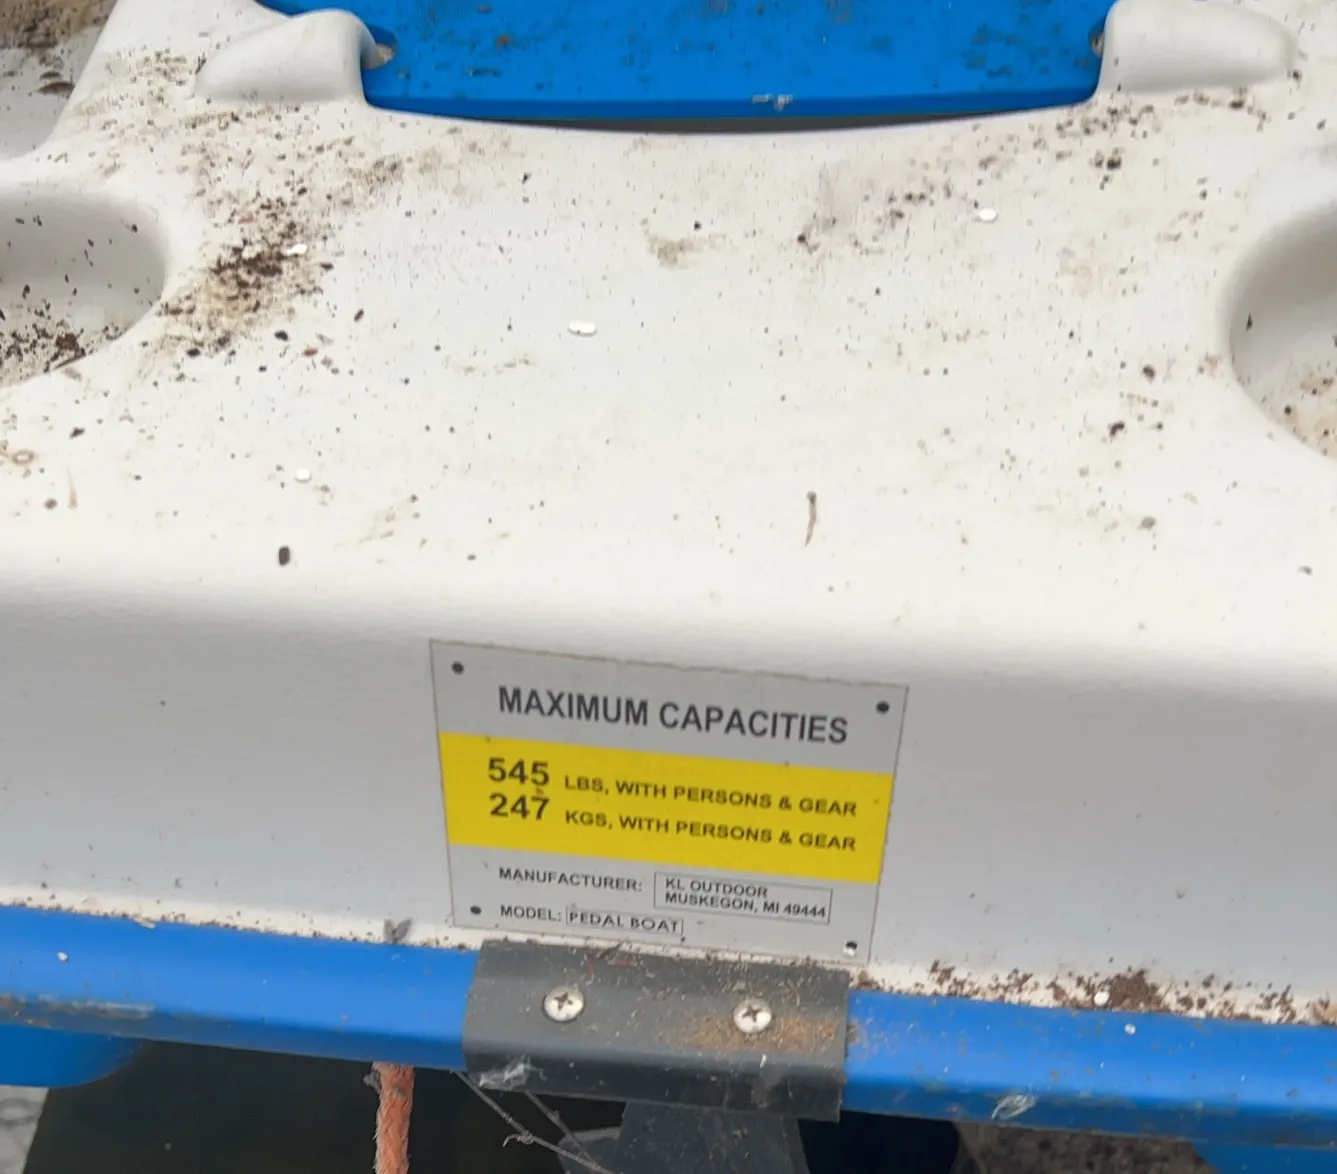 MAXIMUM CAPACITIES
545 LBS, WITH PERSONS & GEAR
247 KGS, WITH PERSONS & GEAR
MANUFACTURER: KL OUTDOOR
MUSKEGON, MI 49444
MODEL: PEDAL BOAT